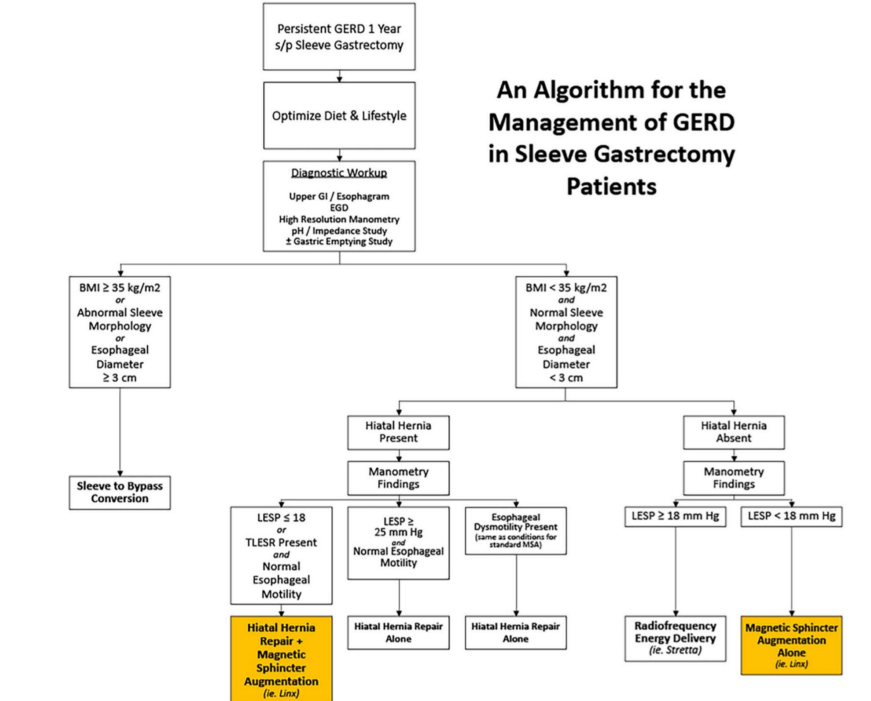 Persistent GERD 1 Year
s/p Sleeve Gastrectomy
An Algorithm for the
Management of GERD
in Sleeve Gastrectomy
Patients
Optimize Diet & Lifestyle
Diagnostic Workup
Upper GI / Esophagram
EGD
High Resolution Manometry
pH / Impedance Study
± Gastric Emptying Study
BMI ≥ 35 kg/m2
or
Abnormal Sleeve
Morphology
or
Esophageal
Diameter
≥ 3 cm
BMI < 35 kg/m2
and
Normal Sleeve
Morphology
and
Esophageal
Diameter
< 3 cm
Sleeve to Bypass
Conversion
Hiatal Hernia
Present
Hiatal Hernia
Absent
Manometry
Findings
Manometry
Findings
LESP ≤ 18
or
TLESR Present
and
Normal
Esophageal
Motility
LESP ≥
25 mm Hg
and
Normal Esophageal
Motility
Esophageal
Dysmotility Present
(same as conditions for
standard MSA)
LESP ≥ 18 mm Hg
LESP < 18 mm Hg
Hiatal Hernia
Repair +
Magnetic
Sphincter
Augmentation
(ie. Linx)
Hiatal Hernia Repair
Alone
Hiatal Hernia Repair
Alone
Radiofrequency
Energy Delivery
(ie. Stretta)
Magnetic Sphincter
Augmentation
Alone
(ie. Linx)